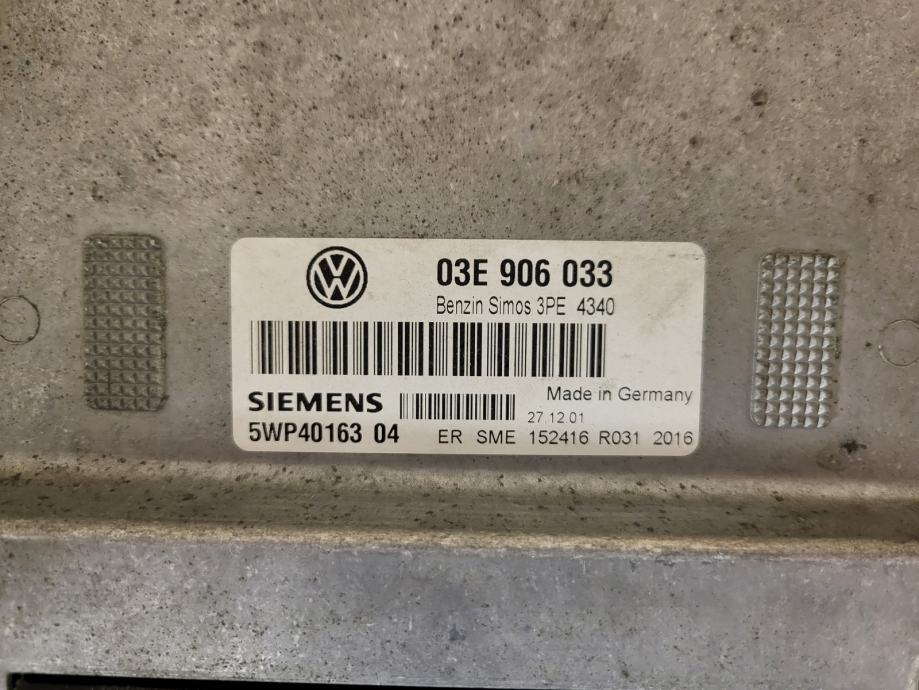 03E 906 033
Benzin Simos 3PE 4340
SIEMENS
Made in Germany
27.12.01
5WP40163 04
ER SME 152416 R031 2016